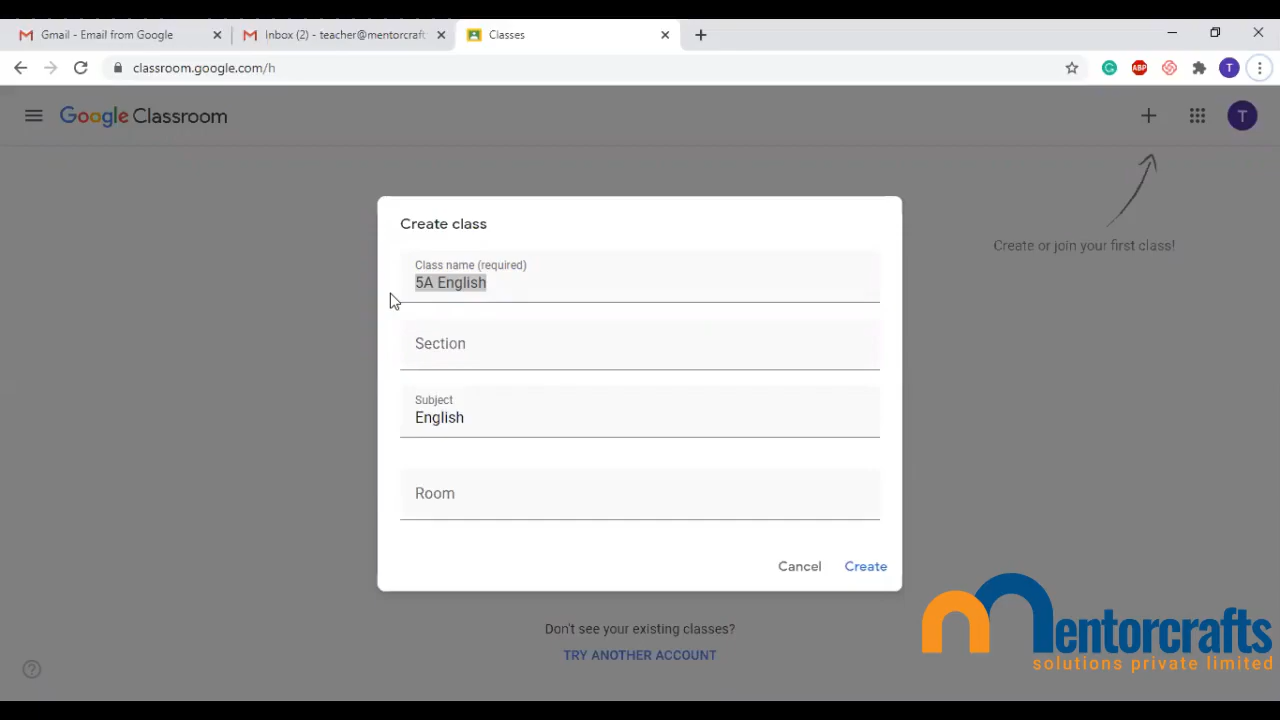 Gmail - Email from Google
Inbox (2) - teacher@mentorcraft
Classes
classroom.google.com/h
ABP
T
Google Classroom
T
Create or join your first class!
Create class
Class name (required)
5A English
Section
Subject
English
Room
Cancel
Create
Don't see your existing classes?
TRY ANOTHER ACCOUNT
mentorcrafts
solutions private limited